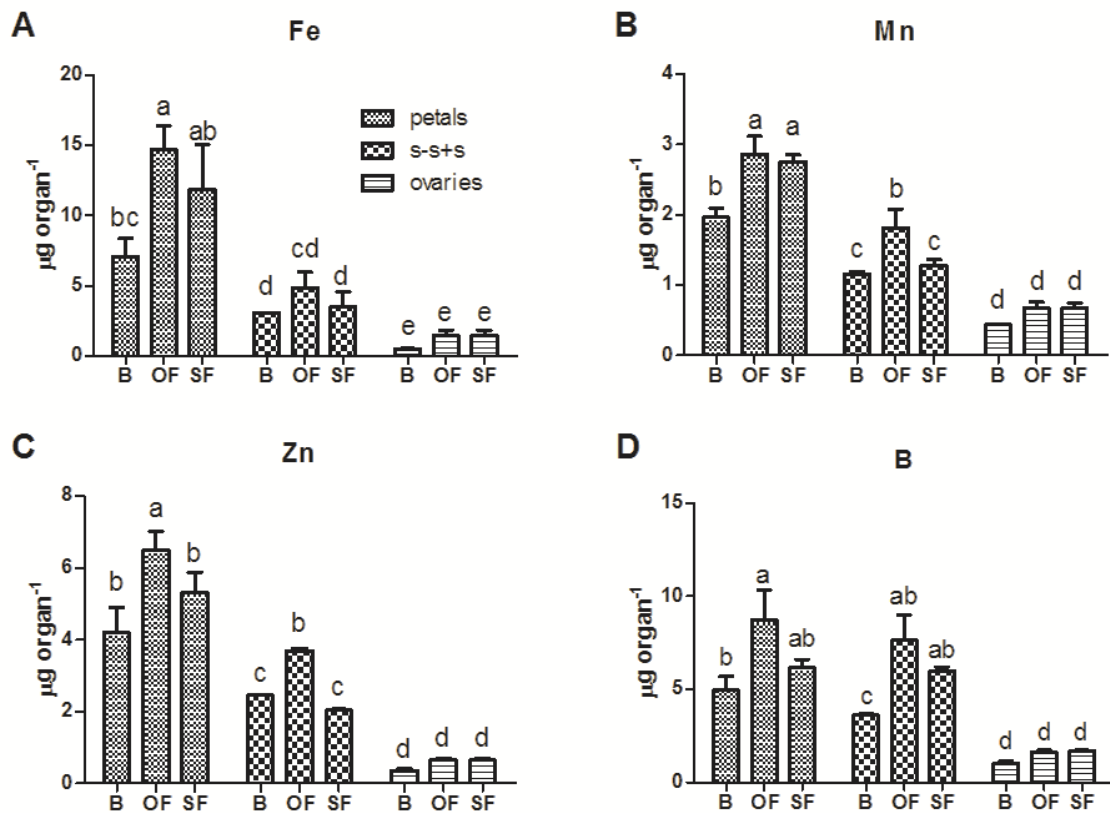 A
Fe
20
15
10
5
0
µg organ⁻¹
bc
a
ab
d
cd
d
e
e
e
petals
s-s+s
ovaries
B OF SF B OF SF B OF SF
B
Mn
4
3
2
1
0
µg organ⁻¹
b
a
a
c
b
c
d
d
d
B OF SF B OF SF B OF SF
C
Zn
8
6
4
2
0
µg organ⁻¹
b
a
b
c
b
c
d
d
d
B OF SF B OF SF B OF SF
D
B
15
10
5
0
µg organ⁻¹
b
a
ab
c
ab
ab
d
d
d
B OF SF B OF SF B OF SF